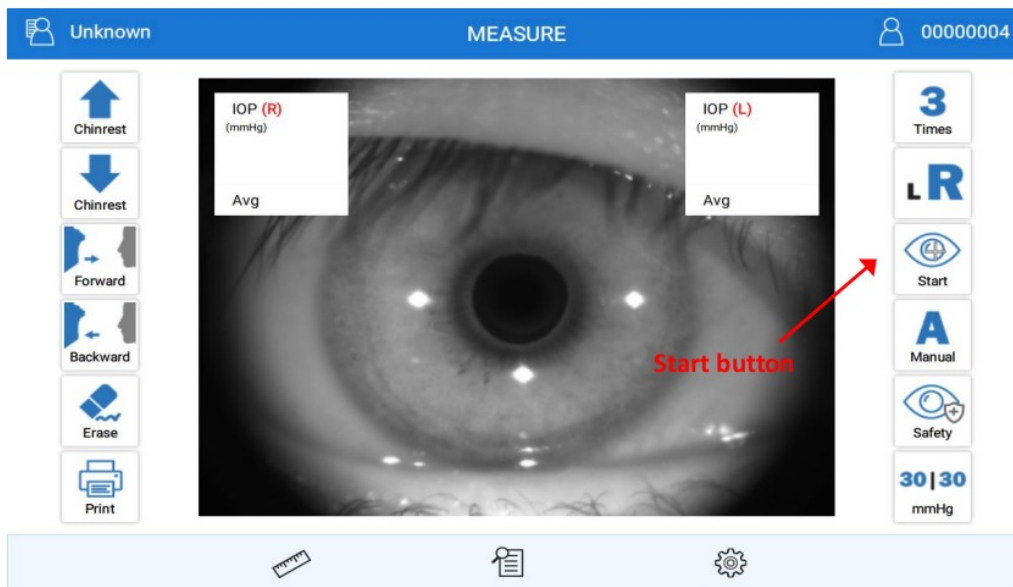 Unknown
MEASURE
00000004
Chinrest
Chinrest
Forward
Backward
Erase
Print
IOP (R)
(mmHg)
Avg
IOP (L)
(mmHg)
Avg
Start button
3
Times
L R
Start
A
Manual
Safety
30|30
mmHg